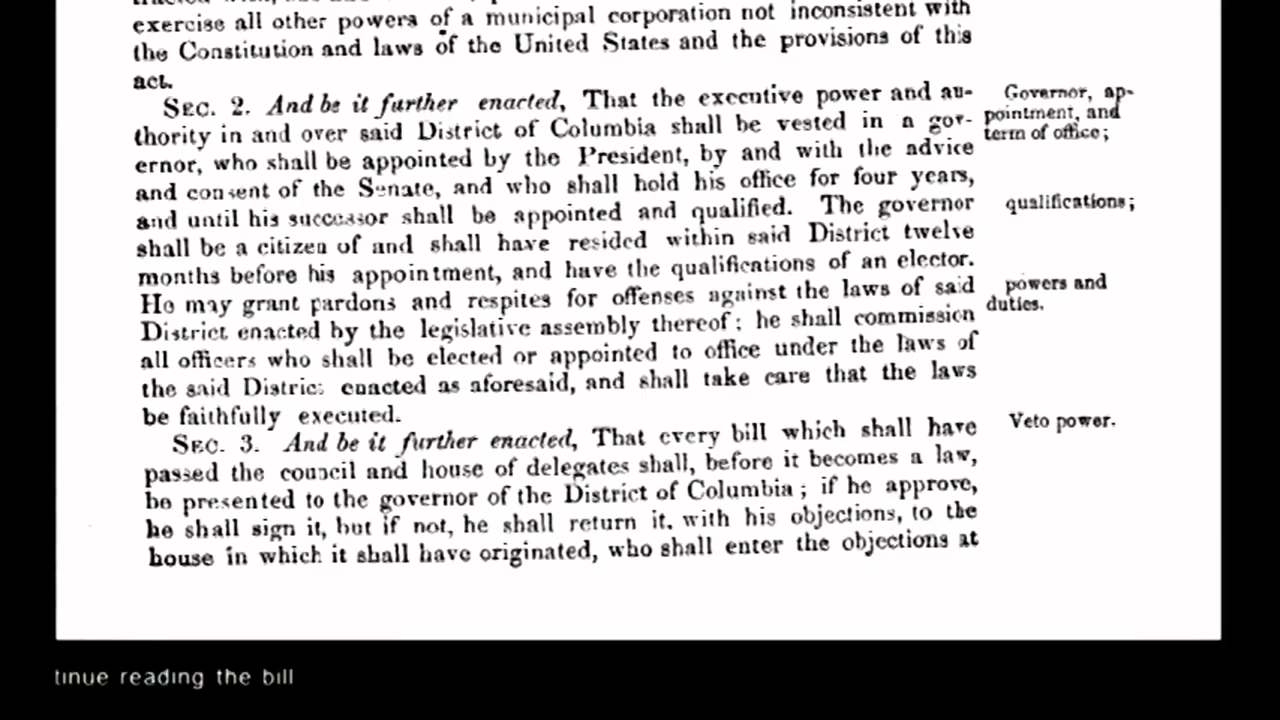 exercise all other powers of a municipal corporation not inconsistent with
the Constitution and laws of the United States and the provisions of this
act.
SEC. 2. And be it further enacted, That the executive power and au-
thority in and over said District of Columbia shall be vested in a gov-
ernor, who shall be appointed by the President, by and with the advice
and consent of the Senate, and who shall hold his office for four years,
and until his successor shall be appointed and qualified. The governor
shall be a citizen of and shall have resided within said District twelve
months before his appointment, and have the qualifications of an elector.
He may grant pardons and respites for offenses against the laws of said
District enacted by the legislative assembly thereof; he shall commission
all officers who shall be elected or appointed to office under the laws of
the said District enacted as aforesaid, and shall take care that the laws
be faithfully executed.
SEC. 3. And be it further enacted, That every bill which shall have
passed the council and house of delegates shall, before it becomes a law,
be presented to the governor of the District of Columbia; if he approve,
he shall sign it, but if not, he shall return it, with his objections, to the
house in which it shall have originated, who shall enter the objections at
Governor, ap-
pointment, and
term of office;
qualifications;
powers and
duties.
Veto power.
tinue reading the bill